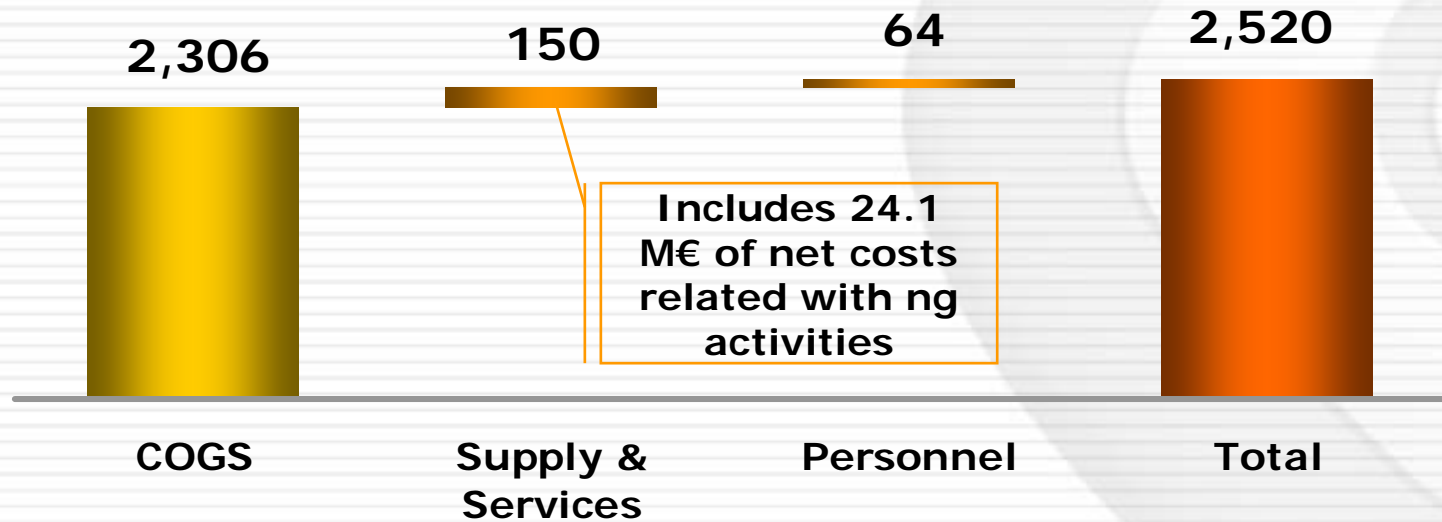 2,306
150
64
2,520
Includes 24.1
M€ of net costs
related with ng
activities
COGS
Supply &
Services
Personnel
Total